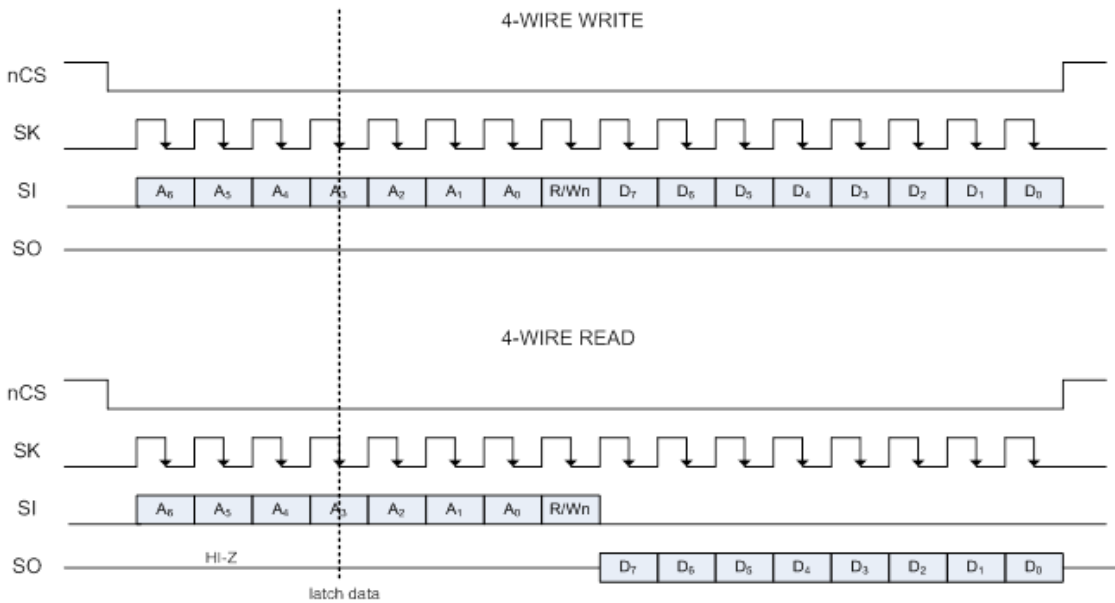 4-WIRE WRITE
nCS
SK
SI A₆ A₅ A₄ A₃ A₂ A₁ A₀ R/Wn D₇ D₆ D₅ D₄ D₃ D₂ D₁ D₀
SO
4-WIRE READ
nCS
SK
SI A₆ A₅ A₄ A₃ A₂ A₁ A₀ R/Wn
SO HI-Z D₇ D₆ D₅ D₄ D₃ D₂ D₁ D₀
latch data